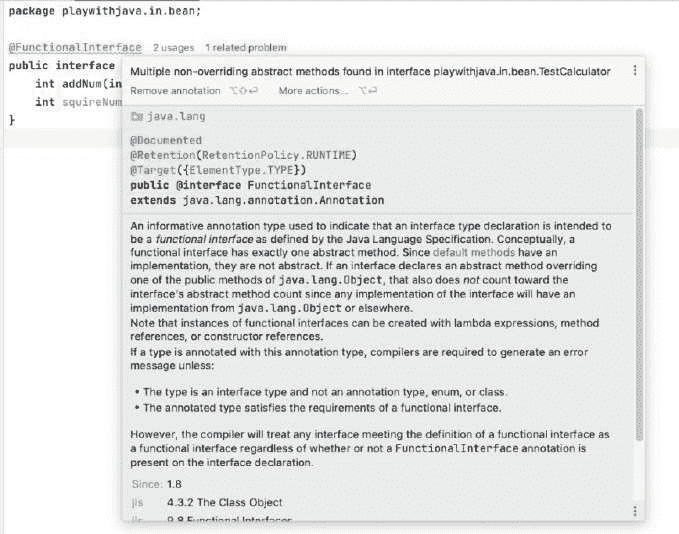 package playwithjava.in.bean;
@FunctionalInterface 2 usages 1 related problem
public interface
int addNum(in
int squireNum
}
Multiple non-overriding abstract methods found in interface playwithjava.in.bean.TestCalculator
Remove annotation ⌥⇧⏎ More actions... ⌥⏎
java.lang
@Documented
@Retention(RetentionPolicy.RUNTIME)
@Target({ElementType.TYPE})
public @interface FunctionalInterface
extends java.lang.annotation.Annotation
An informative annotation type used to indicate that an interface type declaration is intended to
be a functional interface as defined by the Java Language Specification. Conceptually, a
functional interface has exactly one abstract method. Since default methods have an
implementation, they are not abstract. If an interface declares an abstract method overriding
one of the public methods of java.lang.Object, that also does not count toward the
interface's abstract method count since any implementation of the interface will have an
implementation from java.lang.Object or elsewhere.
Note that instances of functional interfaces can be created with lambda expressions, method
references, or constructor references.
If a type is annotated with this annotation type, compilers are required to generate an error
message unless:
• The type is an interface type and not an annotation type, enum, or class.
• The annotated type satisfies the requirements of a functional interface.
However, the compiler will treat any interface meeting the definition of a functional interface as
a functional interface regardless of whether or not a FunctionalInterface annotation is
present on the interface declaration.
Since: 1.8
jls 4.3.2 The Class Object
jls 9.8 Functional Interfaces